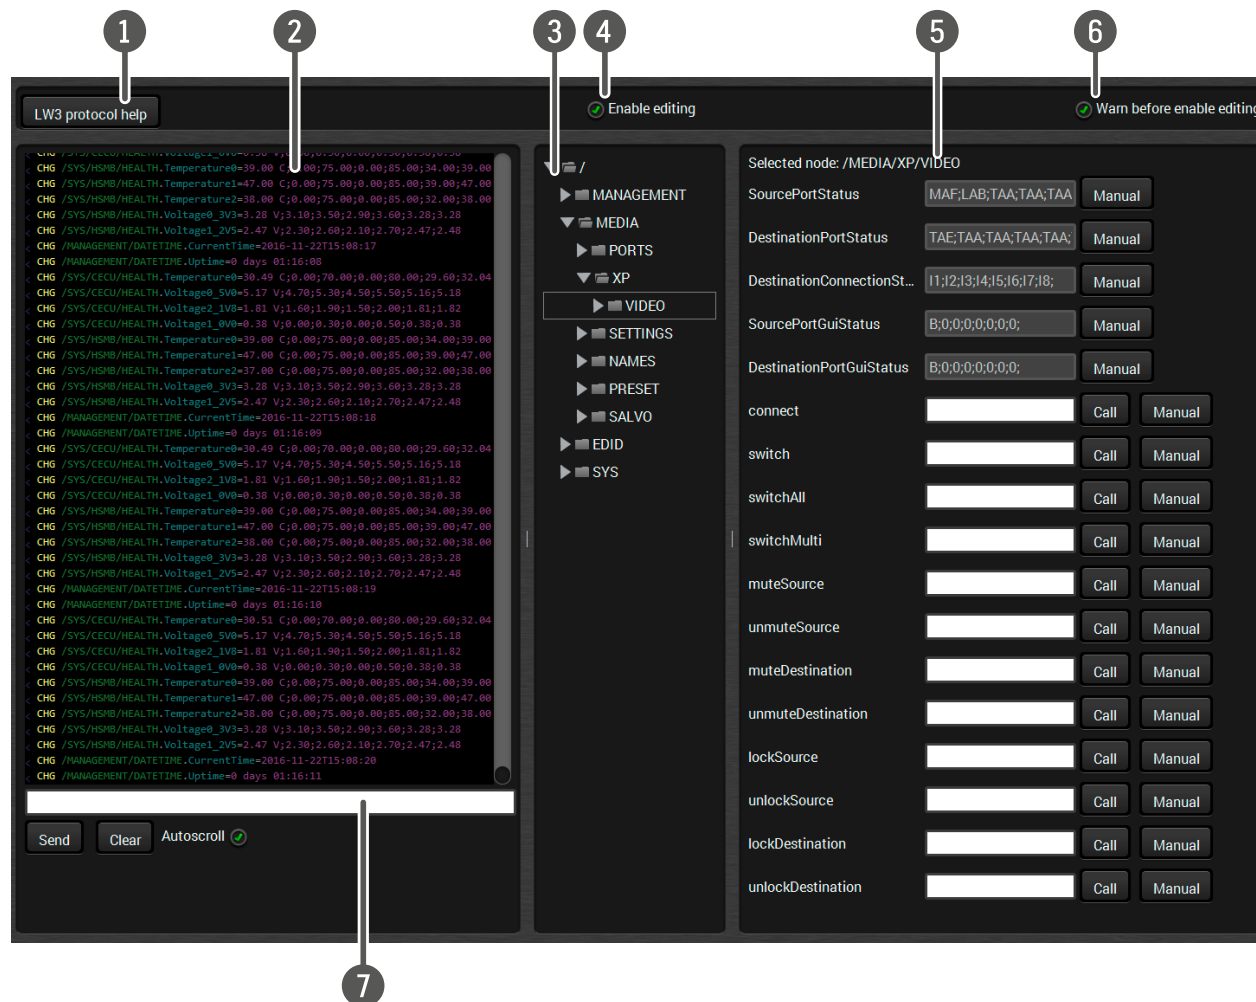 1
2
3
4
5
6
LW3 protocol help
Enable editing
Warn before enable editing
CHG /SYS/CECU/HEALTH.Voltage1_0V0=0.38 V;0.00;0.30;0.00;0.50;0.38;0.38
CHG /SYS/HSMB/HEALTH.Temperature0=39.00 C;0.00;75.00;0.00;85.00;34.00;39.00
CHG /SYS/HSMB/HEALTH.Temperature1=47.00 C;0.00;75.00;0.00;85.00;39.00;47.00
CHG /SYS/HSMB/HEALTH.Temperature2=38.00 C;0.00;75.00;0.00;85.00;32.00;38.00
CHG /SYS/HSMB/HEALTH.Voltage0_3V3=3.28 V;3.10;3.50;2.90;3.60;3.28;3.28
CHG /SYS/HSMB/HEALTH.Voltage1_2V5=2.47 V;2.30;2.60;2.10;2.70;2.47;2.48
CHG /MANAGEMENT/DATETIME.CurrentTime=2016-11-22T15:08:17
CHG /MANAGEMENT/DATETIME.Uptime=0 days 01:16:08
CHG /SYS/CECU/HEALTH.Temperature0=30.49 C;0.00;70.00;0.00;80.00;29.60;32.04
CHG /SYS/CECU/HEALTH.Voltage0_5V0=5.17 V;4.70;5.30;4.50;5.50;5.16;5.18
CHG /SYS/CECU/HEALTH.Voltage2_1V8=1.81 V;1.60;1.90;1.50;2.00;1.81;1.82
CHG /SYS/CECU/HEALTH.Voltage1_0V0=0.38 V;0.00;0.30;0.00;0.50;0.38;0.38
CHG /SYS/HSMB/HEALTH.Temperature0=39.00 C;0.00;75.00;0.00;85.00;34.00;39.00
CHG /SYS/HSMB/HEALTH.Temperature1=47.00 C;0.00;75.00;0.00;85.00;39.00;47.00
CHG /SYS/HSMB/HEALTH.Temperature2=37.00 C;0.00;75.00;0.00;85.00;32.00;38.00
CHG /SYS/HSMB/HEALTH.Voltage0_3V3=3.28 V;3.10;3.50;2.90;3.60;3.28;3.28
CHG /SYS/HSMB/HEALTH.Voltage1_2V5=2.47 V;2.30;2.60;2.10;2.70;2.47;2.48
CHG /MANAGEMENT/DATETIME.CurrentTime=2016-11-22T15:08:18
CHG /MANAGEMENT/DATETIME.Uptime=0 days 01:16:09
CHG /SYS/CECU/HEALTH.Temperature0=30.49 C;0.00;70.00;0.00;80.00;29.60;32.04
CHG /SYS/CECU/HEALTH.Voltage0_5V0=5.17 V;4.70;5.30;4.50;5.50;5.16;5.18
CHG /SYS/CECU/HEALTH.Voltage2_1V8=1.81 V;1.60;1.90;1.50;2.00;1.81;1.82
CHG /SYS/CECU/HEALTH.Voltage1_0V0=0.38 V;0.00;0.30;0.00;0.50;0.38;0.38
CHG /SYS/HSMB/HEALTH.Temperature0=39.00 C;0.00;75.00;0.00;85.00;34.00;39.00
CHG /SYS/HSMB/HEALTH.Temperature1=47.00 C;0.00;75.00;0.00;85.00;39.00;47.00
CHG /SYS/HSMB/HEALTH.Temperature2=38.00 C;0.00;75.00;0.00;85.00;32.00;38.00
CHG /SYS/HSMB/HEALTH.Voltage0_3V3=3.28 V;3.10;3.50;2.90;3.60;3.28;3.28
CHG /SYS/HSMB/HEALTH.Voltage1_2V5=2.47 V;2.30;2.60;2.10;2.70;2.47;2.48
CHG /MANAGEMENT/DATETIME.CurrentTime=2016-11-22T15:08:19
CHG /MANAGEMENT/DATETIME.Uptime=0 days 01:16:10
CHG /SYS/CECU/HEALTH.Temperature0=30.51 C;0.00;70.00;0.00;80.00;29.60;32.04
CHG /SYS/CECU/HEALTH.Voltage0_5V0=5.17 V;4.70;5.30;4.50;5.50;5.16;5.18
CHG /SYS/CECU/HEALTH.Voltage2_1V8=1.81 V;1.60;1.90;1.50;2.00;1.81;1.82
CHG /SYS/CECU/HEALTH.Voltage1_0V0=0.38 V;0.00;0.30;0.00;0.50;0.38;0.38
CHG /SYS/HSMB/HEALTH.Temperature0=39.00 C;0.00;75.00;0.00;85.00;34.00;39.00
CHG /SYS/HSMB/HEALTH.Temperature1=47.00 C;0.00;75.00;0.00;85.00;39.00;47.00
CHG /SYS/HSMB/HEALTH.Temperature2=38.00 C;0.00;75.00;0.00;85.00;32.00;38.00
CHG /SYS/HSMB/HEALTH.Voltage0_3V3=3.28 V;3.10;3.50;2.90;3.60;3.28;3.28
CHG /SYS/HSMB/HEALTH.Voltage1_2V5=2.47 V;2.30;2.60;2.10;2.70;2.47;2.48
CHG /MANAGEMENT/DATETIME.CurrentTime=2016-11-22T15:08:20
CHG /MANAGEMENT/DATETIME.Uptime=0 days 01:16:11
Send Clear Autoscroll
7
/
MANAGEMENT
MEDIA
PORTS
XP
VIDEO
SETTINGS
NAMES
PRESET
SALVO
EDID
SYS
Selected node: /MEDIA/XP/VIDEO
SourcePortStatus MAF;LAB;TAA;TAA;TAA Manual
DestinationPortStatus TAE;TAA;TAA;TAA;TAA; Manual
DestinationConnectionSt... I1;I2;I3;I4;I5;I6;I7;I8; Manual
SourcePortGuiStatus B;0;0;0;0;0;0;0; Manual
DestinationPortGuiStatus B;0;0;0;0;0;0;0; Manual
connect Call Manual
switch Call Manual
switchAll Call Manual
switchMulti Call Manual
muteSource Call Manual
unmuteSource Call Manual
muteDestination Call Manual
unmuteDestination Call Manual
lockSource Call Manual
unlockSource Call Manual
lockDestination Call Manual
unlockDestination Call Manual